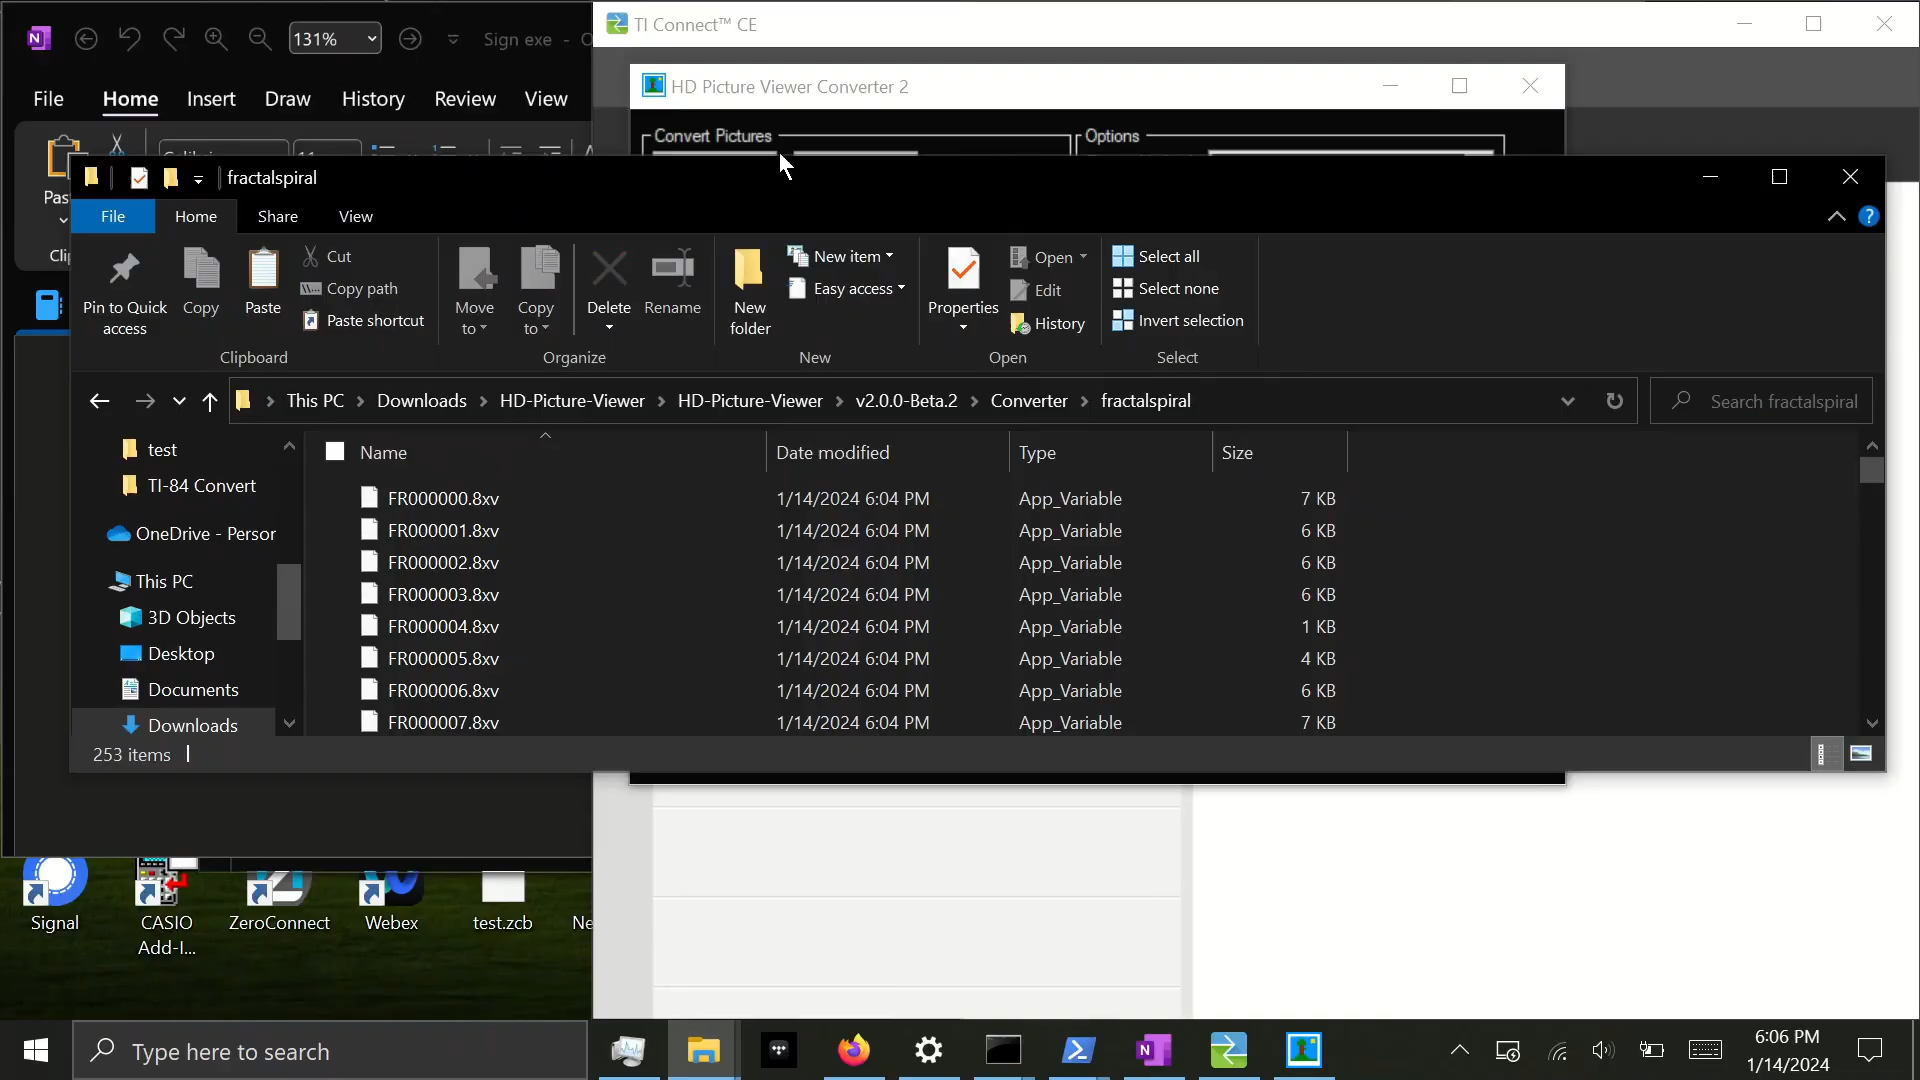 131%
Sign exe -
TI Connect™ CE
File Home Insert Draw History Review View
HD Picture Viewer Converter 2
Convert Pictures
Options
fractalspiral
File Home Share View
Pin to Quick access
Copy
Paste
Cut
Copy path
Paste shortcut
Move to
Copy to
Delete
Rename
New folder
New item
Easy access
Properties
Open
Edit
History
Select all
Select none
Invert selection
Clipboard
Organize
New
Open
Select
This PC > Downloads > HD-Picture-Viewer > HD-Picture-Viewer > v2.0.0-Beta.2 > Converter > fractalspiral
Search fractalspiral
test
TI-84 Convert
OneDrive - Person
This PC
3D Objects
Desktop
Documents
Downloads
Name Date modified Type Size
FR000000.8xv 1/14/2024 6:04 PM App_Variable 7 KB
FR000001.8xv 1/14/2024 6:04 PM App_Variable 6 KB
FR000002.8xv 1/14/2024 6:04 PM App_Variable 6 KB
FR000003.8xv 1/14/2024 6:04 PM App_Variable 6 KB
FR000004.8xv 1/14/2024 6:04 PM App_Variable 1 KB
FR000005.8xv 1/14/2024 6:04 PM App_Variable 4 KB
FR000006.8xv 1/14/2024 6:04 PM App_Variable 6 KB
FR000007.8xv 1/14/2024 6:04 PM App_Variable 7 KB
253 items
Signal
CASIO Add-I...
ZeroConnect
Webex
test.zcb
Ne
Type here to search
6:06 PM
1/14/2024